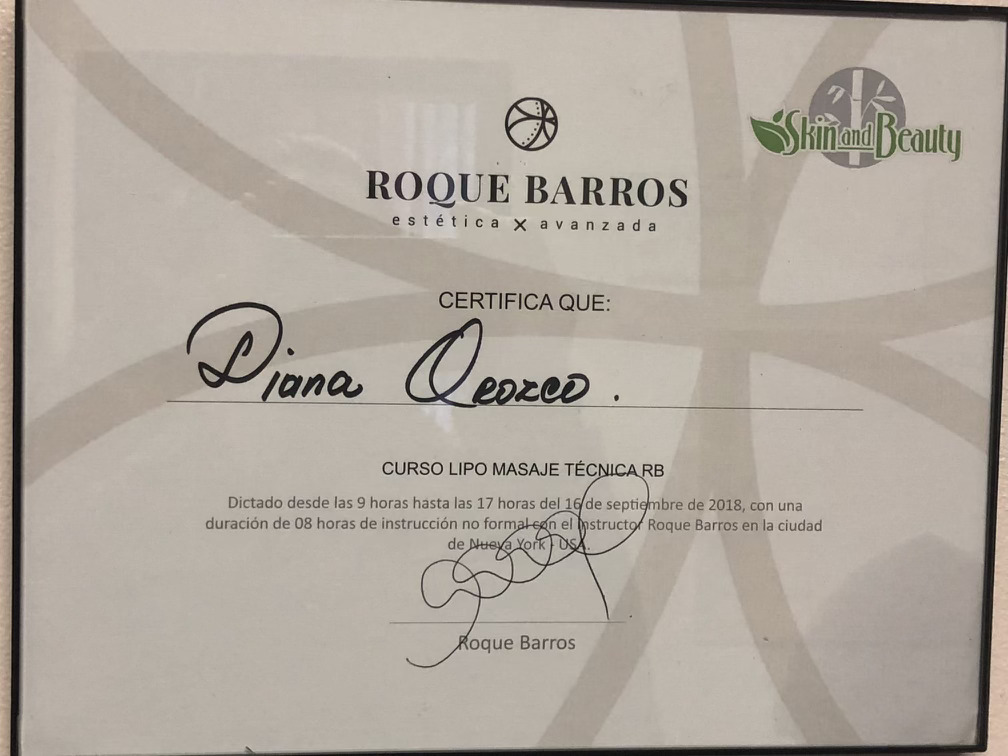 Skin and Beauty
ROQUE BARROS
estética x avanzada
CERTIFICA QUE:
Diana Orozco.
CURSO LIPO MASAJE TÉCNICA RB
Dictado desde las 9 horas hasta las 17 horas del 16 de septiembre de 2018, con una
duración de 08 horas de instrucción no formal con el instructor Roque Barros en la ciudad
de Nueva York - USA.
Roque Barros